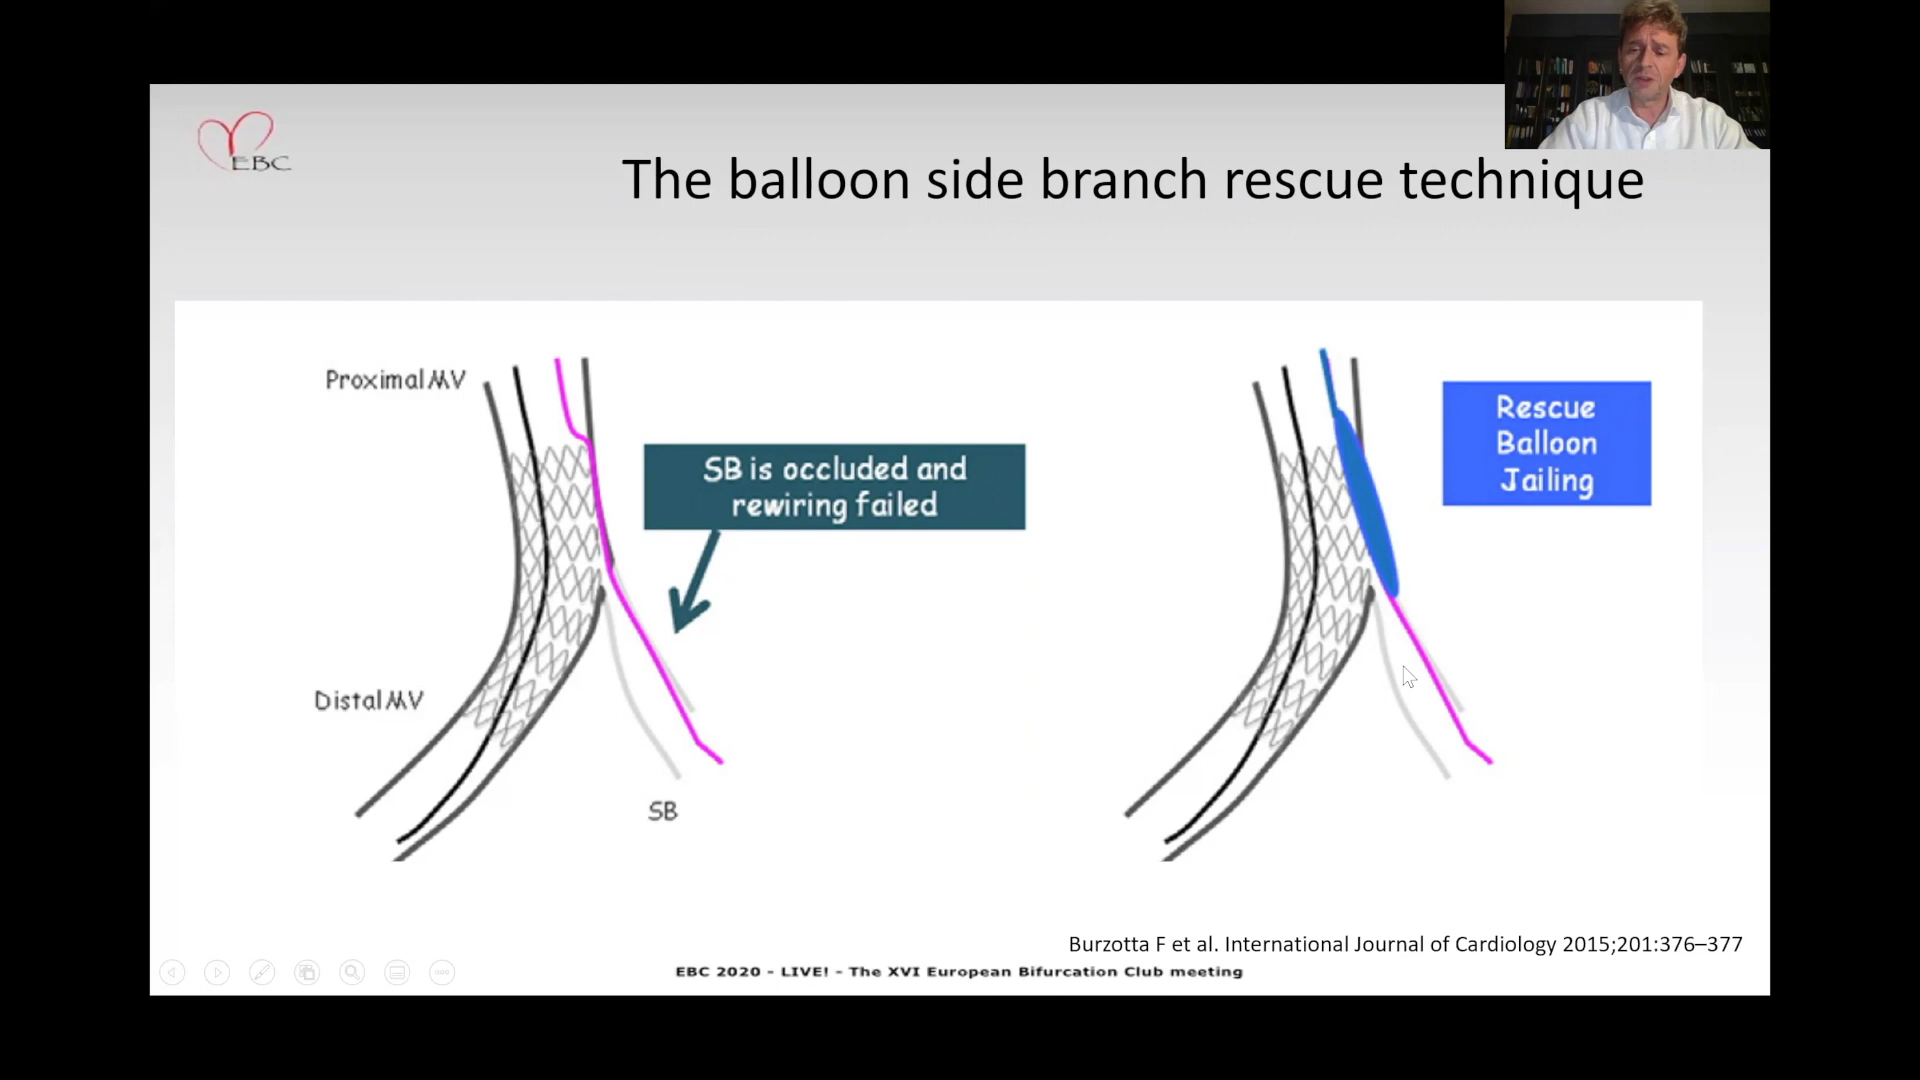 EBC
The balloon side branch rescue technique
Proximal MV
SB is occluded and
rewiring failed
Distal MV
SB
Rescue
Balloon
Jailing
Burzotta F et al. International Journal of Cardiology 2015;201:376–377
EBC 2020 - LIVE! - The XVI European Bifurcation Club meeting